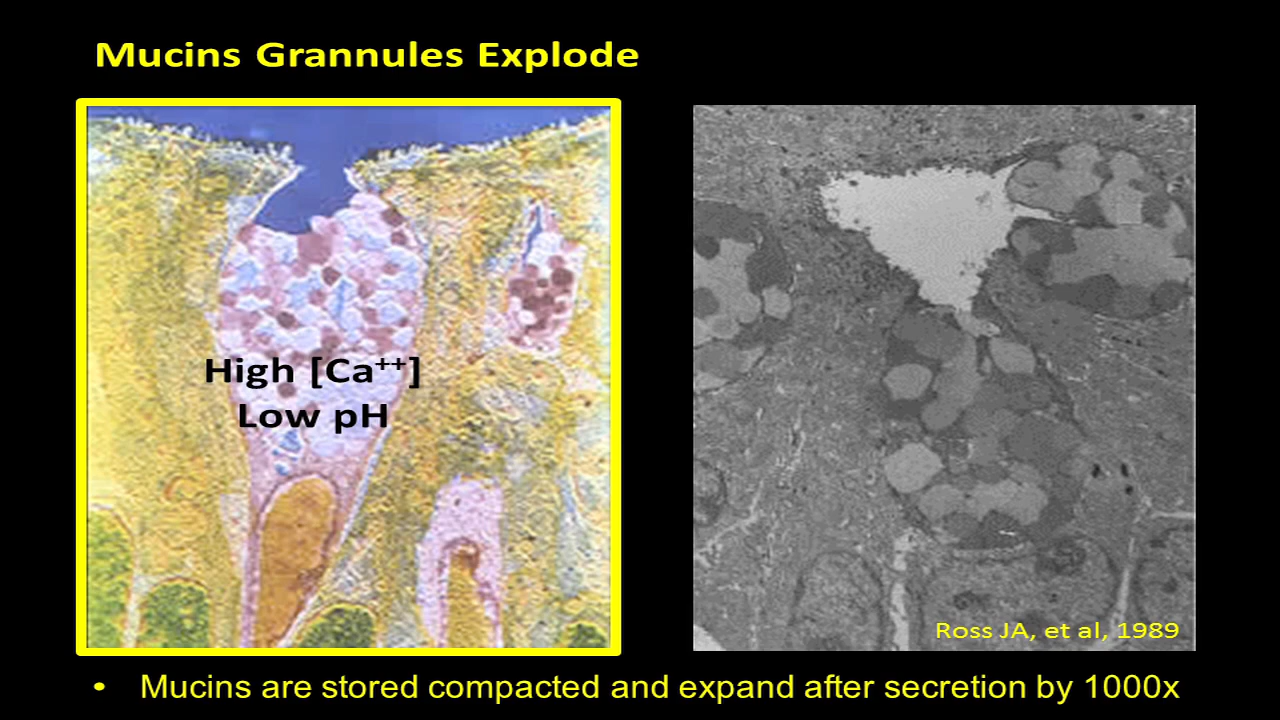 Mucins Grannules Explode
High [Ca⁺⁺]
Low pH
Ross JA, et al, 1989
• Mucins are stored compacted and expand after secretion by 1000x